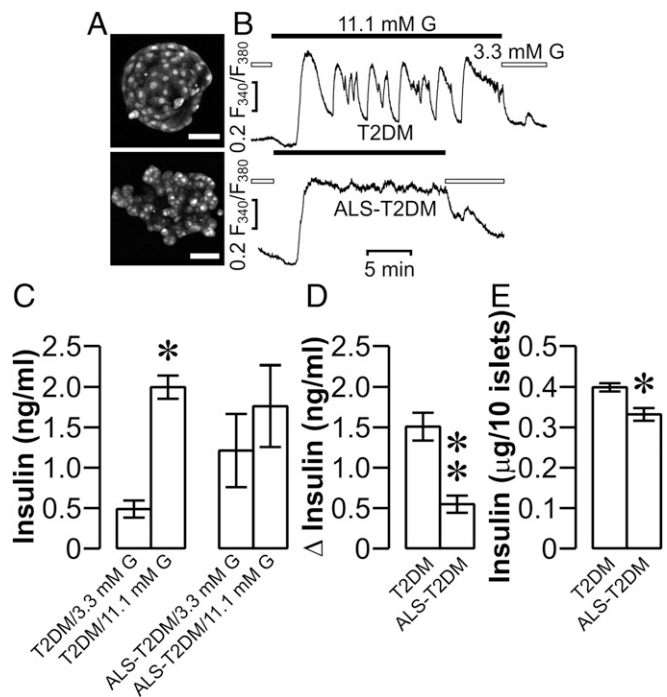 A
B
11.1 mM G
3.3 mM G
0.2 F340/F380
T2DM
0.2 F340/F380
ALS-T2DM
5 min
C
D
E
Insulin (ng/ml)
2.5
2.0
1.5
1.0
0.5
0
*
T2DM/3.3 mM G
T2DM/11.1 mM G
ALS-T2DM/3.3 mM G
ALS-T2DM/11.1 mM G
Δ Insulin (ng/ml)
2.5
2.0
1.5
1.0
0.5
0
**
T2DM
ALS-T2DM
Insulin (μg/10 islets)
0.5
0.4
0.3
0.2
0.1
0
*
T2DM
ALS-T2DM